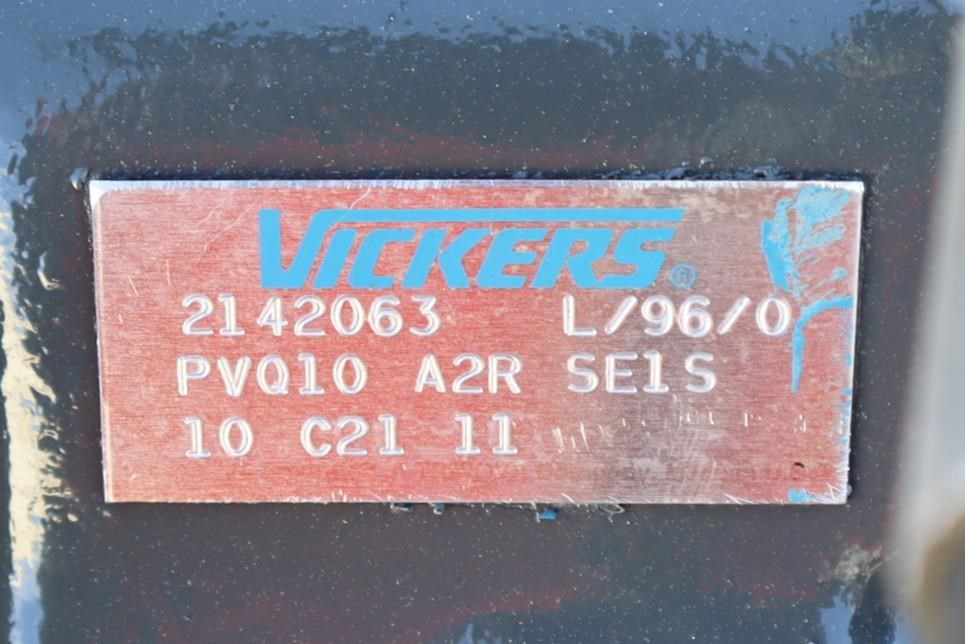 VICKERS®
2142063 L/96/0
PVQ10 A2R SE1S
10 C21 11